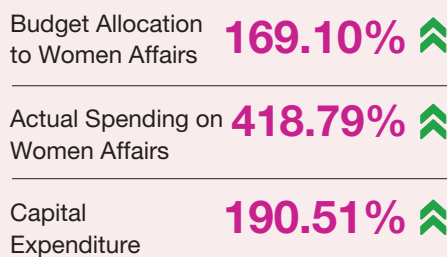 Budget Allocation
to Women Affairs
169.10%
Actual Spending on
Women Affairs
418.79%
Capital
Expenditure
190.51%